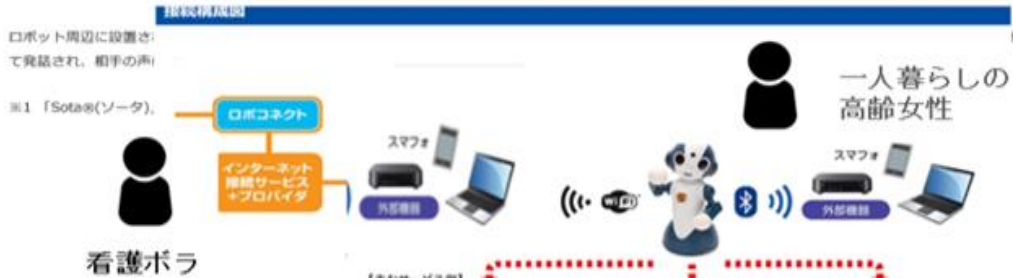 接続構成図
ロボット周辺に設置さ
て発話され、相手の声
※1 「Sota®(ソータ)、
ロボコネクト
インターネット
接続サービス
+プロバイダ
スマフォ
外部機器
WiFi
スマフォ
外部機器
一人暮らしの
高齢女性
看護ボラ